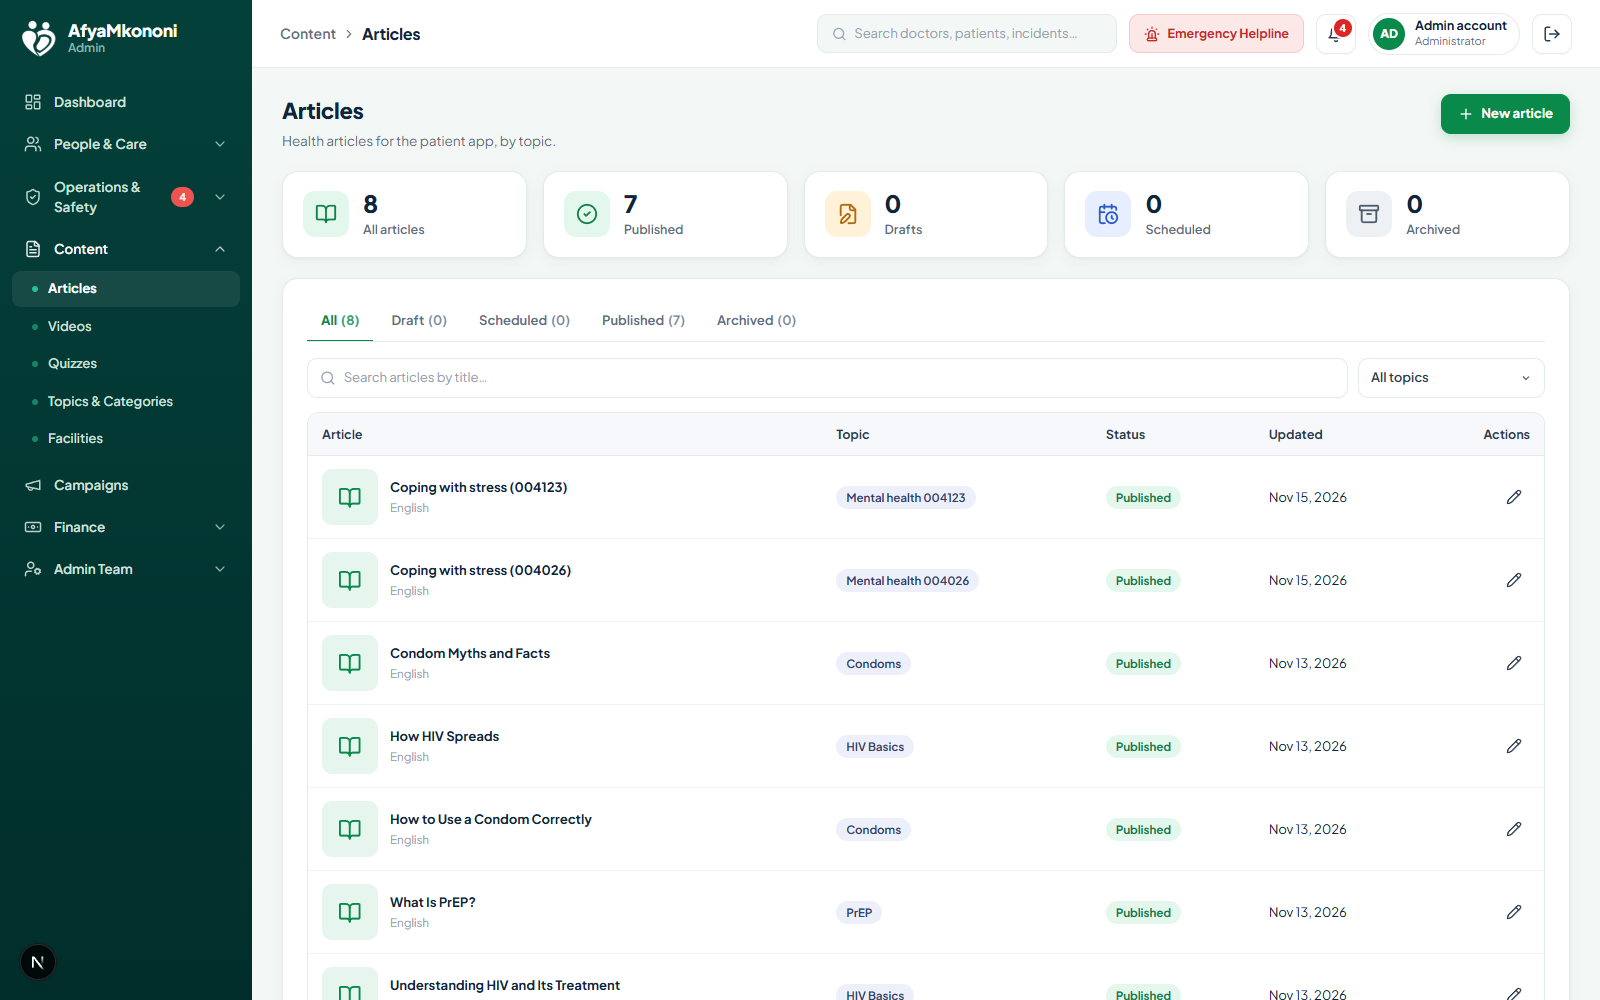 AfyaMkononi
Admin
Dashboard
People & Care
Operations &
Safety
4
Content
Articles
Videos
Quizzes
Topics & Categories
Facilities
Campaigns
Finance
Admin Team
N
Content > Articles
Search doctors, patients, incidents...
Emergency Helpline
4
AD
Admin account
Administrator
Articles
Health articles for the patient app, by topic.
+ New article
8
All articles
7
Published
0
Drafts
0
Scheduled
0
Archived
All (8)
Draft (0)
Scheduled (0)
Published (7)
Archived (0)
Search articles by title...
All topics
Article Topic Status Updated Actions
Coping with stress (004123)
English
Mental health 004123
Published
Nov 15, 2026
Coping with stress (004026)
English
Mental health 004026
Published
Nov 15, 2026
Condom Myths and Facts
English
Condoms
Published
Nov 13, 2026
How HIV Spreads
English
HIV Basics
Published
Nov 13, 2026
How to Use a Condom Correctly
English
Condoms
Published
Nov 13, 2026
What Is PrEP?
English
PrEP
Published
Nov 13, 2026
Understanding HIV and Its Treatment
HIV Basics
Published
Nov 13, 2026